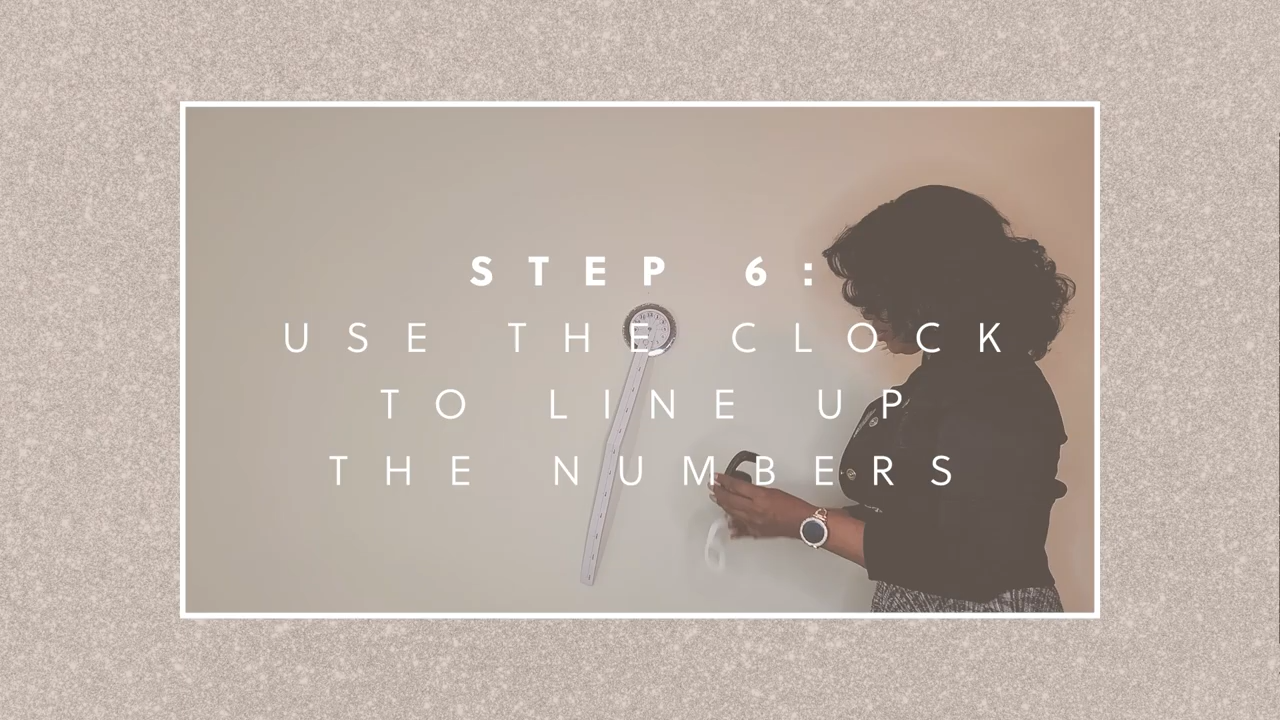 STEP 6:
USE THE CLOCK
TO LINE UP
THE NUMBERS